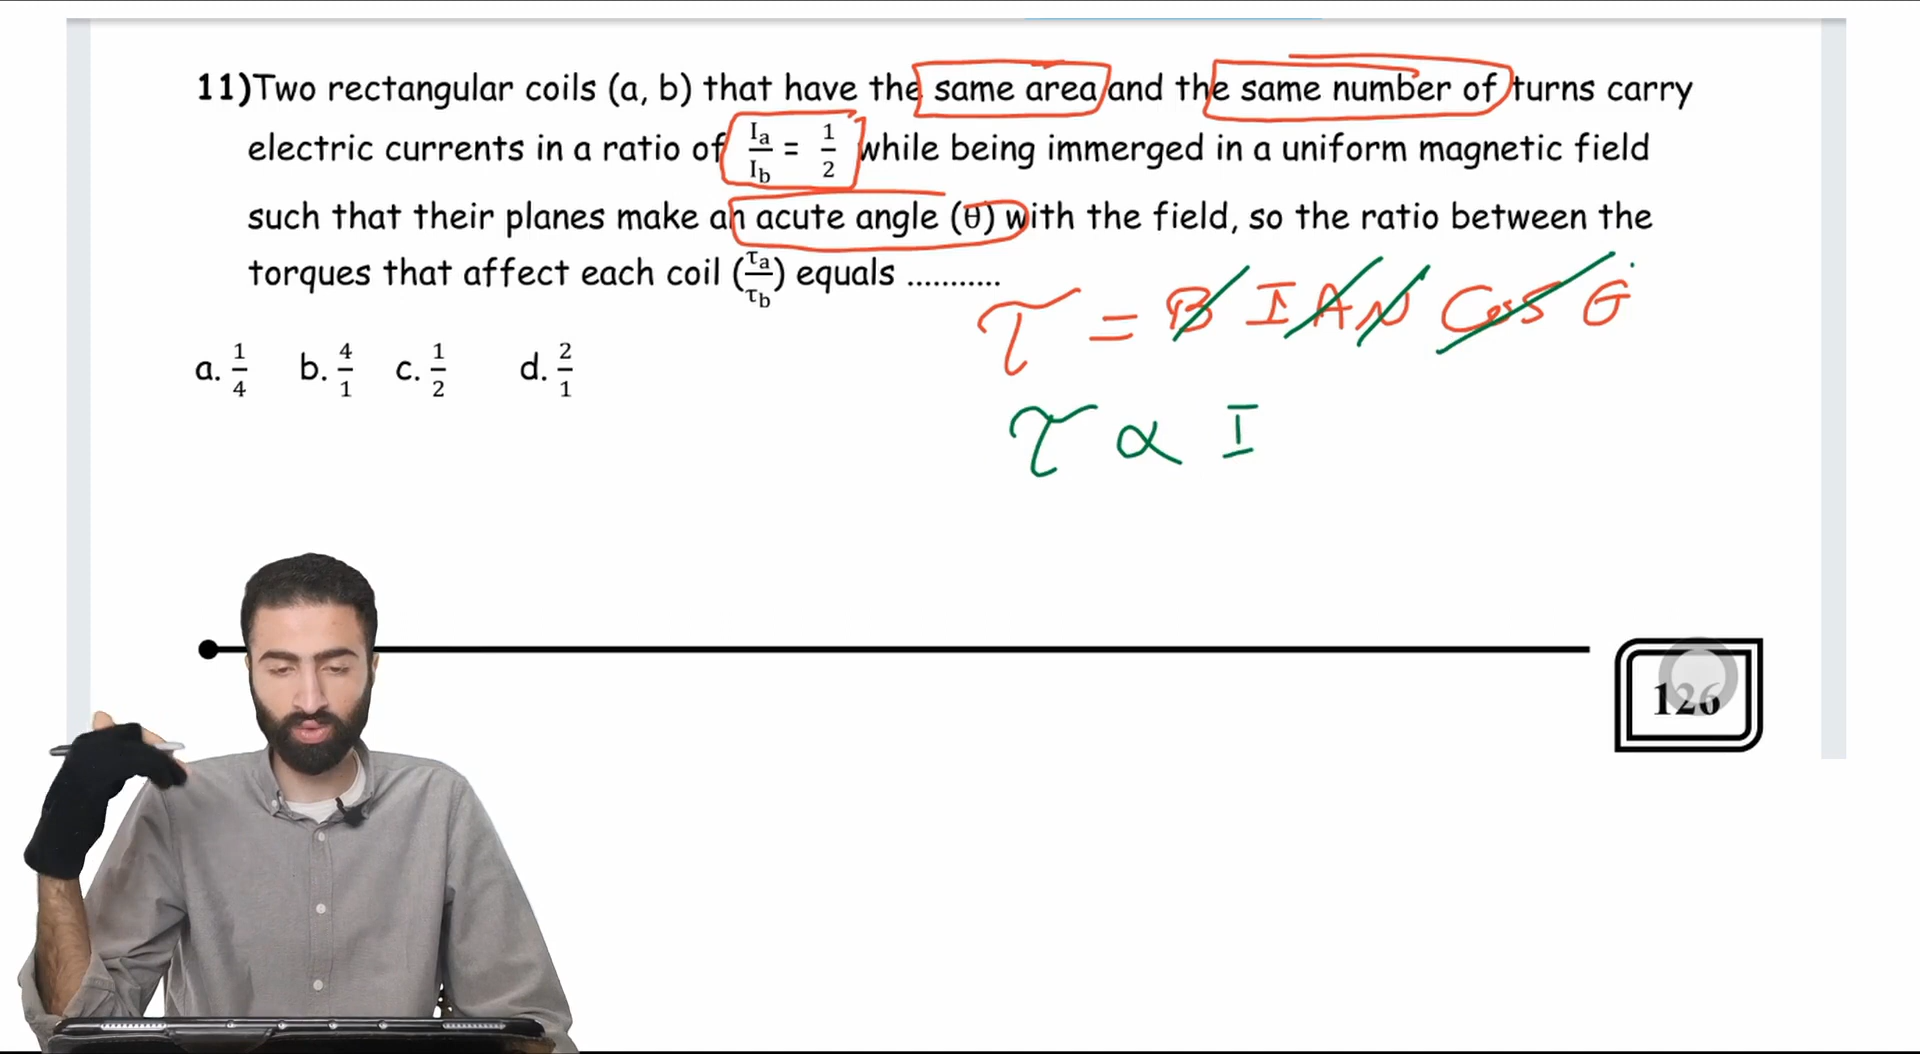 11)Two rectangular coils (a, b) that have the same area and the same number of turns carry
electric currents in a ratio of Ia/Ib = 1/2 while being immerged in a uniform magnetic field
such that their planes make an acute angle (θ) with the field, so the ratio between the
torques that affect each coil (τa/τb) equals ...........
τ = B I A N Cos θ
a. 1/4 b. 4/1 c. 1/2 d. 2/1
τ ∝ I
126